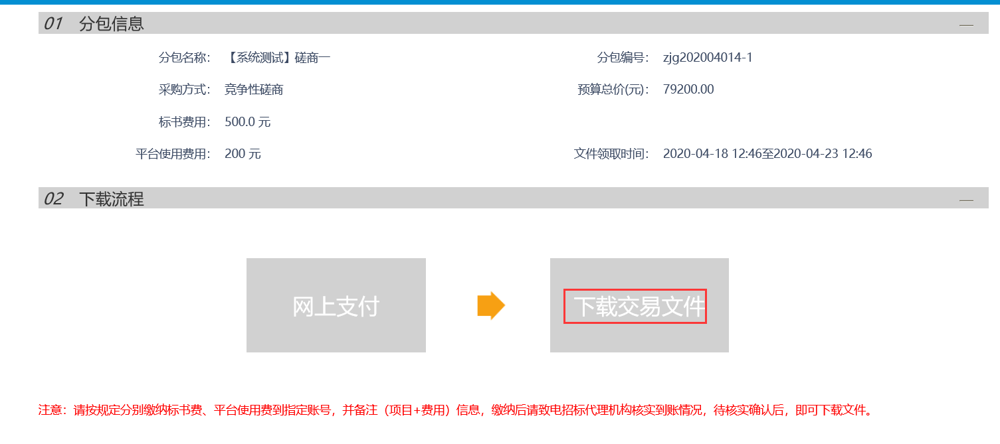 01 分包信息
分包名称： 【系统测试】磋商一 分包编号： zjg202004014-1
采购方式： 竞争性磋商 预算总价(元)： 79200.00
标书费用： 500.0 元
平台使用费用： 200 元 文件领取时间： 2020-04-18 12:46至2020-04-23 12:46
02 下载流程
网上支付 下载交易文件
注意：请按规定分别缴纳标书费、平台使用费到指定账号，并备注（项目+费用）信息，缴纳后请致电招标代理机构核实到账情况，待核实确认后，即可下载文件。